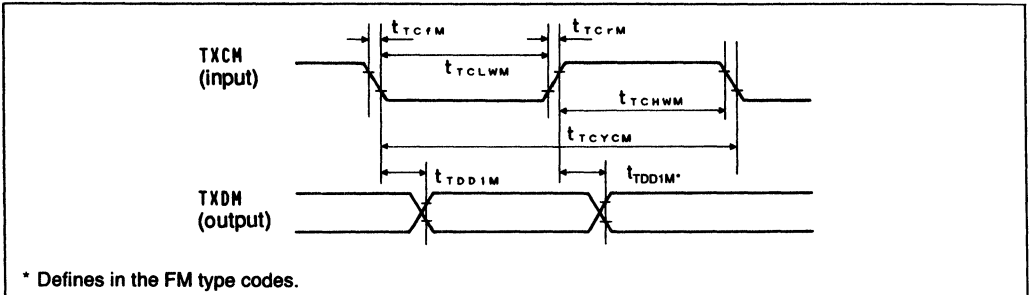 tTCfM
tTCrM
TXCM
(input)
tTCLWM
tTCHWM
tTCYCM
tTDD1M
tTDD1M*
TXDM
(output)
* Defines in the FM type codes.